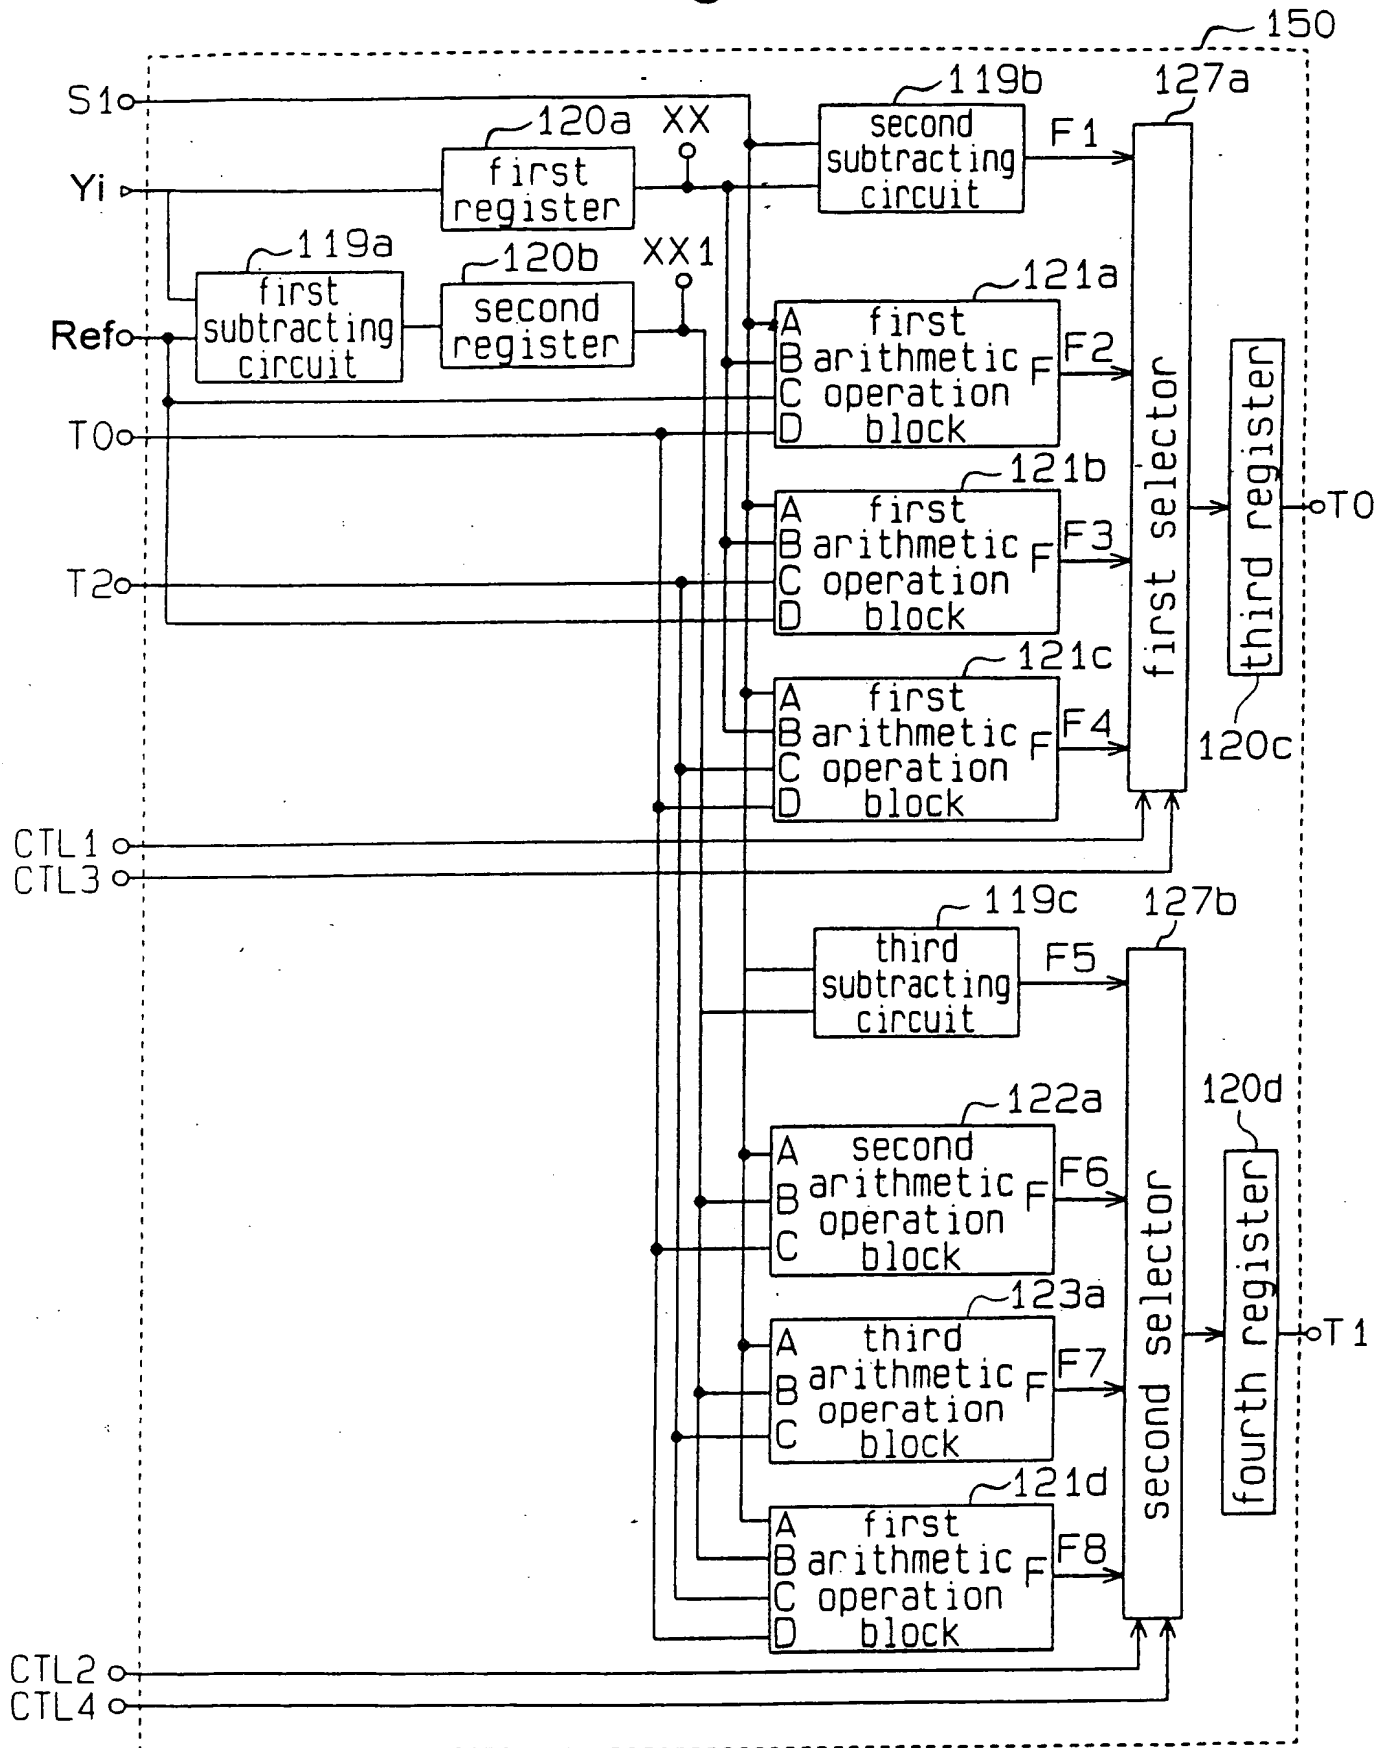 150
S1
119b
127a
120a
XX
second
subtracting
circuit
F1
Yi
first
register
119a
120b
XX1
121a
Ref
first
subtracting
circuit
second
register
A first
B arithmetic
C operation F
D block
F2
T0
121b
A first
B arithmetic
C operation F
D block
F3
T2
121c
A first
B arithmetic
C operation F
D block
F4
first selector
third register
T0
120c
CTL1
CTL3
119c
127b
third
subtracting
circuit
F5
122a
120d
A second
B arithmetic
operation F
C block
F6
123a
A third
B arithmetic
operation F
C block
F7
121d
A first
B arithmetic
C operation F
D block
F8
second selector
fourth register
T1
CTL2
CTL4